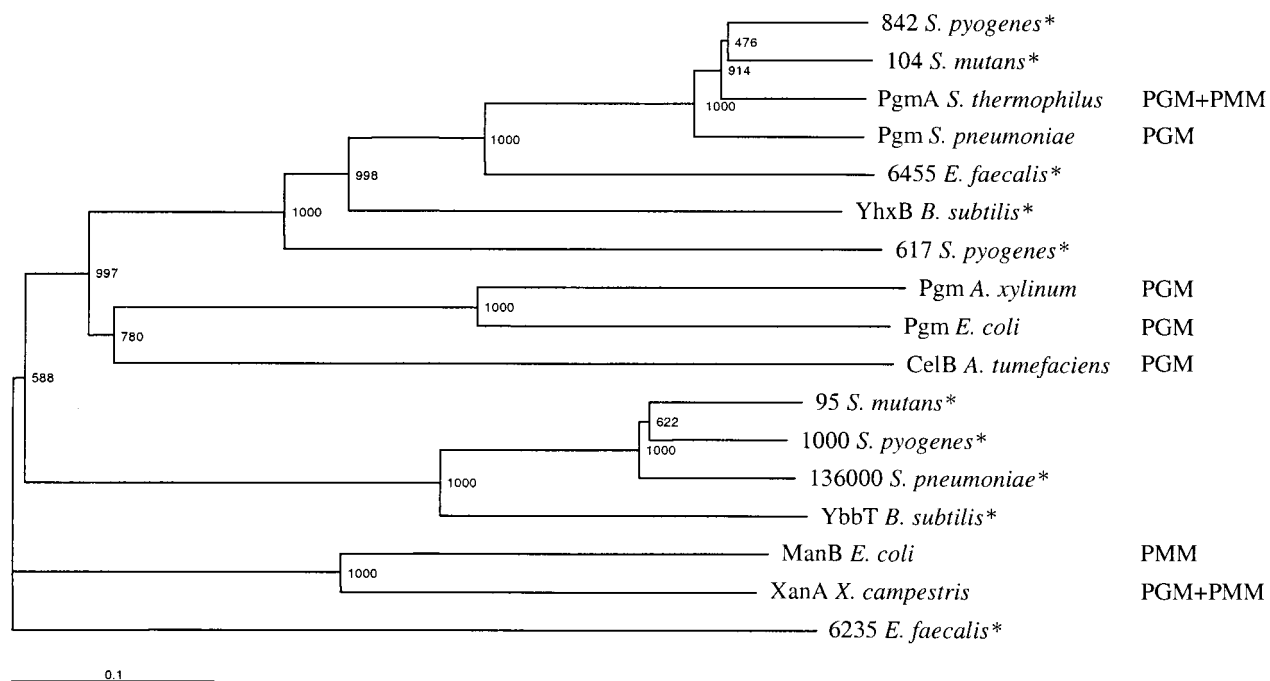 842 S. pyogenes*
476
104 S. mutans*
914
PgmA S. thermophilus PGM+PMM
1000
Pgm S. pneumoniae PGM
1000
998
6455 E. faecalis*
1000
YhxB B. subtilis*
617 S. pyogenes*
997
Pgm A. xylinum PGM
1000
Pgm E. coli PGM
780
CelB A. tumefaciens PGM
588
95 S. mutans*
622
1000 S. pyogenes*
1000
136000 S. pneumoniae*
1000
YbbT B. subtilis*
ManB E. coli PMM
1000
XanA X. campestris PGM+PMM
6235 E. faecalis*
0.1